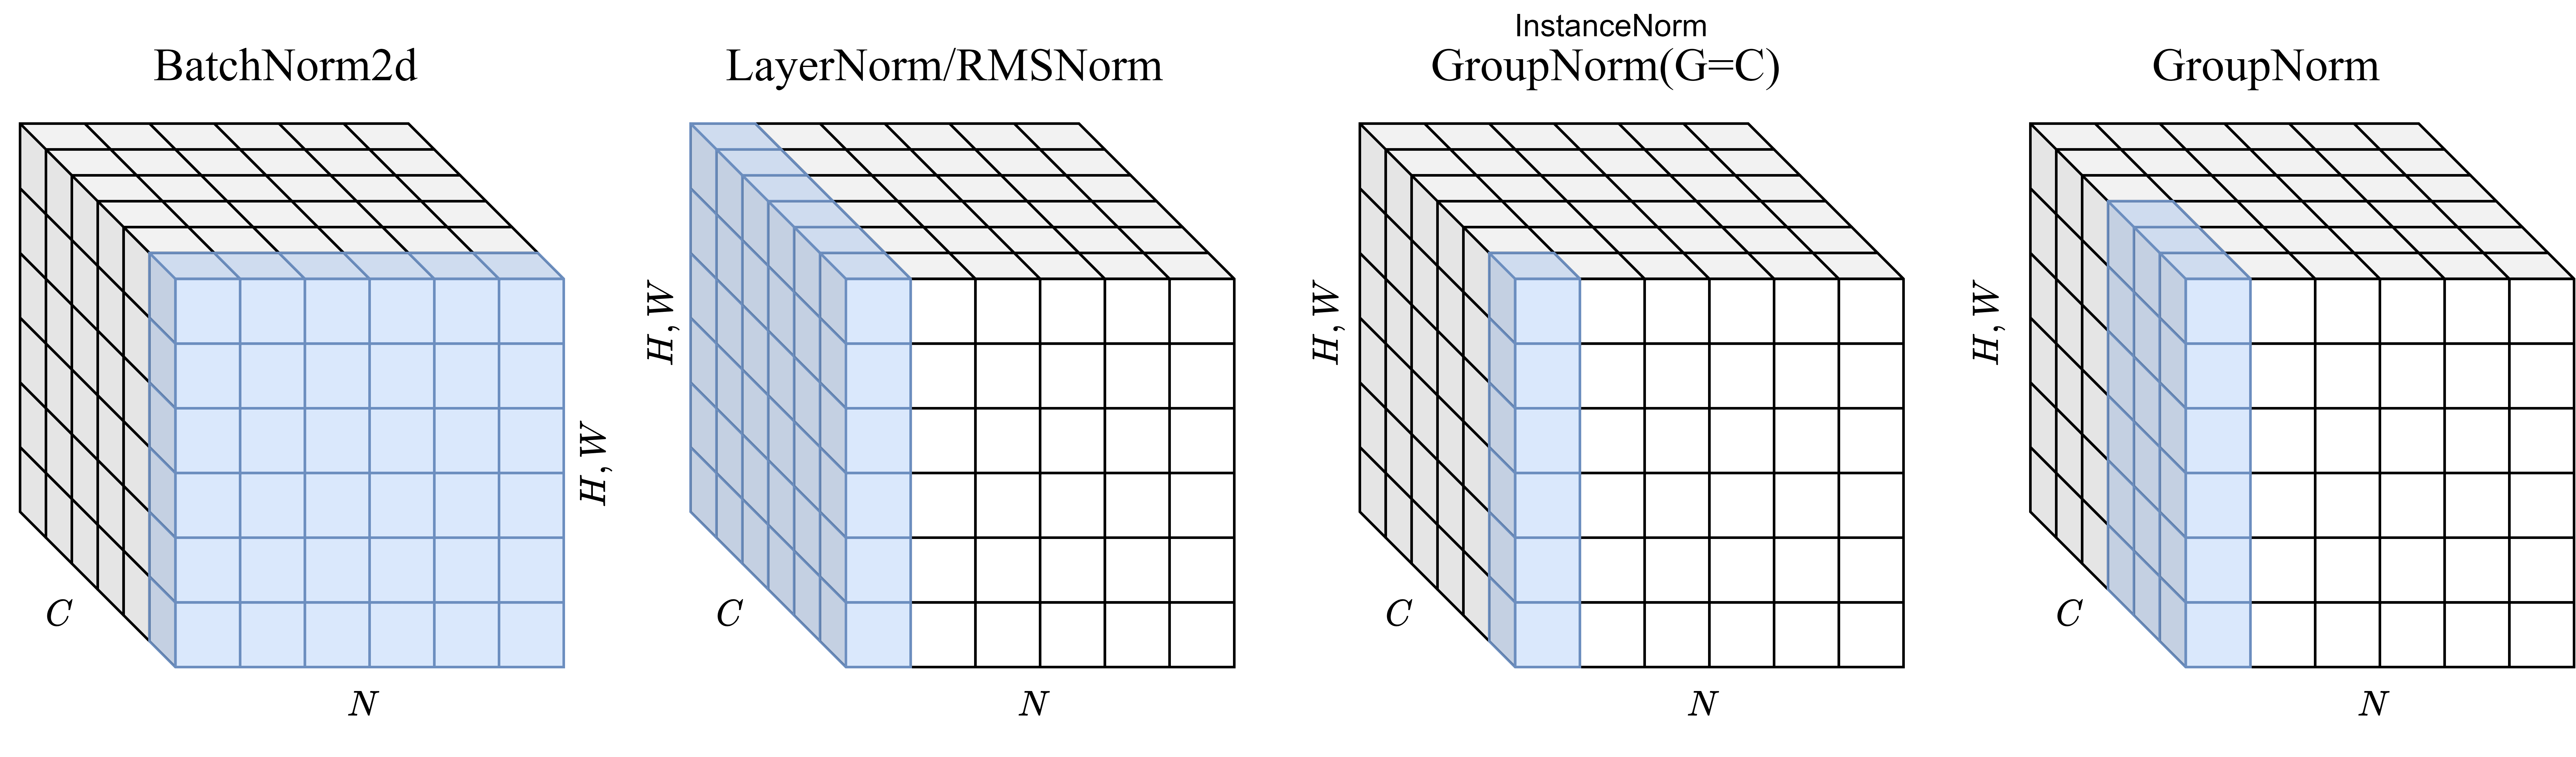 BatchNorm2d
LayerNorm/RMSNorm
InstanceNorm
GroupNorm(G=C)
GroupNorm
H, W
C
N
H, W
C
N
H, W
C
N
H, W
C
N